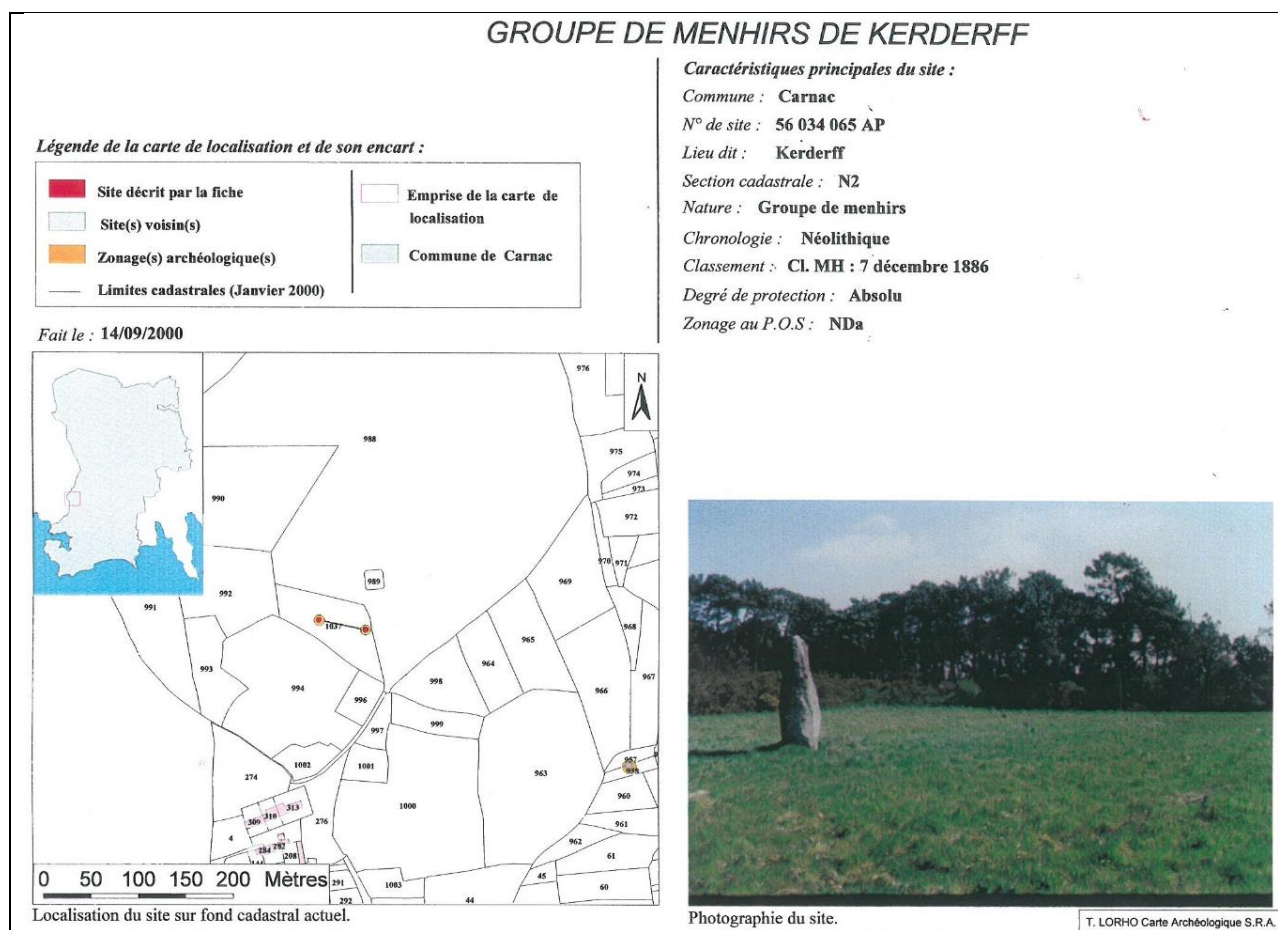 GROUPE DE MENHIRS DE KERDERFF
Légende de la carte de localisation et de son encart :
Site décrit par la fiche
Site(s) voisin(s)
Zonage(s) archéologique(s)
Limites cadastrales (Janvier 2000)
Emprise de la carte de
localisation
Commune de Carnac
Fait le : 14/09/2000
Caractéristiques principales du site :
Commune : Carnac
N° de site : 56 034 065 AP
Lieu dit : Kerderff
Section cadastrale : N2
Nature : Groupe de menhirs
Chronologie : Néolithique
Classement : Cl. MH : 7 décembre 1886
Degré de protection : Absolu
Zonage au P.O.S : NDa
976
N
988
975
974
973
990
972
970
971
969
989
992
991
968
1037
965
964
993
967
998
966
994
996
999
997
957
1002
1001
963
274
960
1000
313
310
309
276
961
4
962
284
282
208
61
45
291
1003
60
292
44
0 50 100 150 200 Mètres
Localisation du site sur fond cadastral actuel.
Photographie du site.
T. LORHO Carte Archéologique S.R.A.